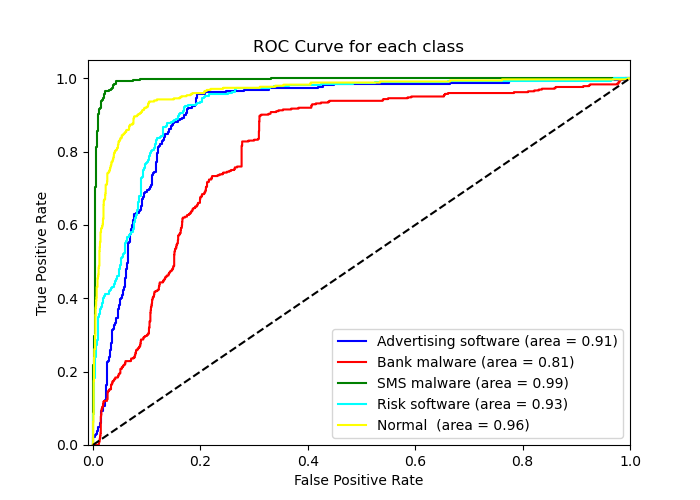 ROC Curve for each class
1.0
0.8
0.6
0.4
0.2
0.0
True Positive Rate
Advertising software (area = 0.91)
Bank malware (area = 0.81)
SMS malware (area = 0.99)
Risk software (area = 0.93)
Normal  (area = 0.96)
0.0 0.2 0.4 0.6 0.8 1.0
False Positive Rate